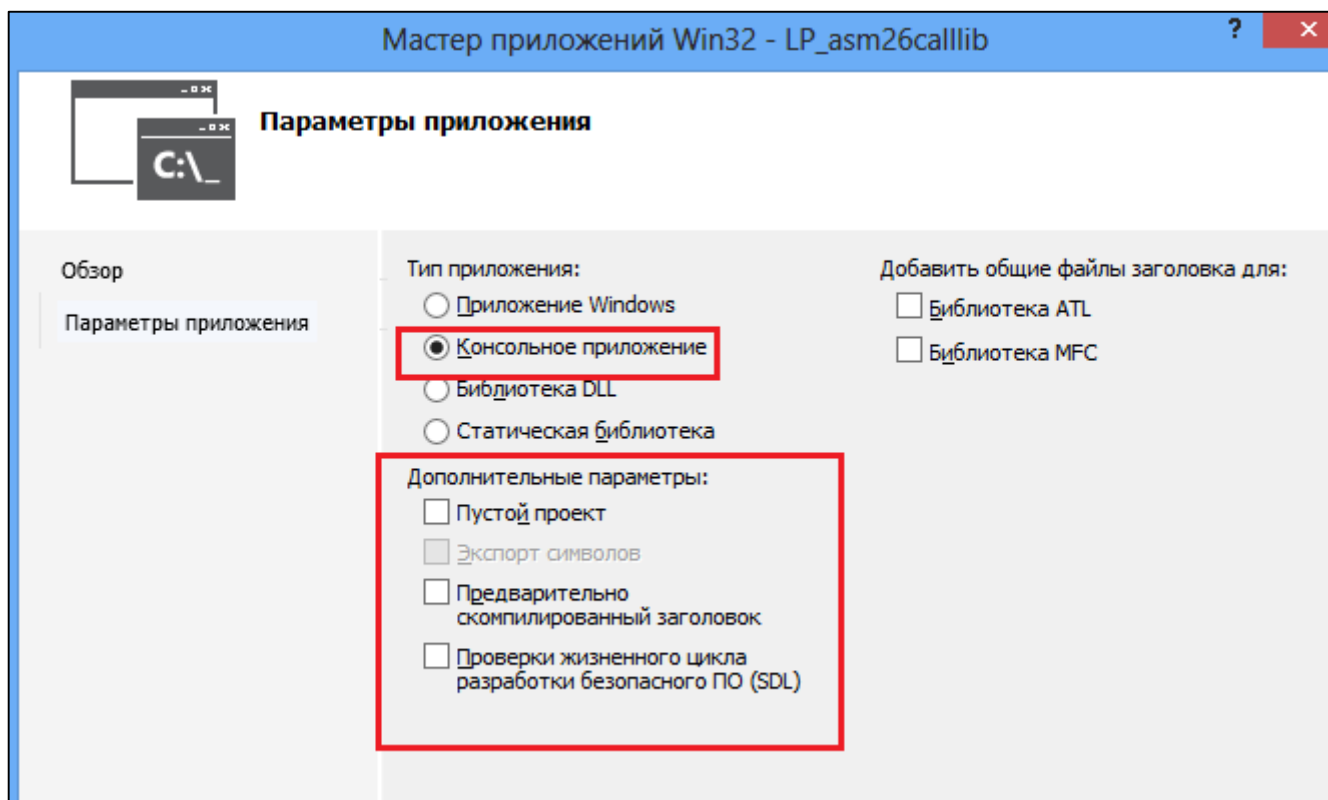 Мастер приложений Win32 - LP_asm26calllib
?
C:\_
Параметры приложения
Обзор
Параметры приложения
Тип приложения:
Приложение Windows
Консольное приложение
Библиотека DLL
Статическая библиотека
Дополнительные параметры:
Пустой проект
Экспорт символов
Предварительно
скомпилированный заголовок
Проверки жизненного цикла
разработки безопасного ПО (SDL)
Добавить общие файлы заголовка для:
Библиотека ATL
Библиотека MFC